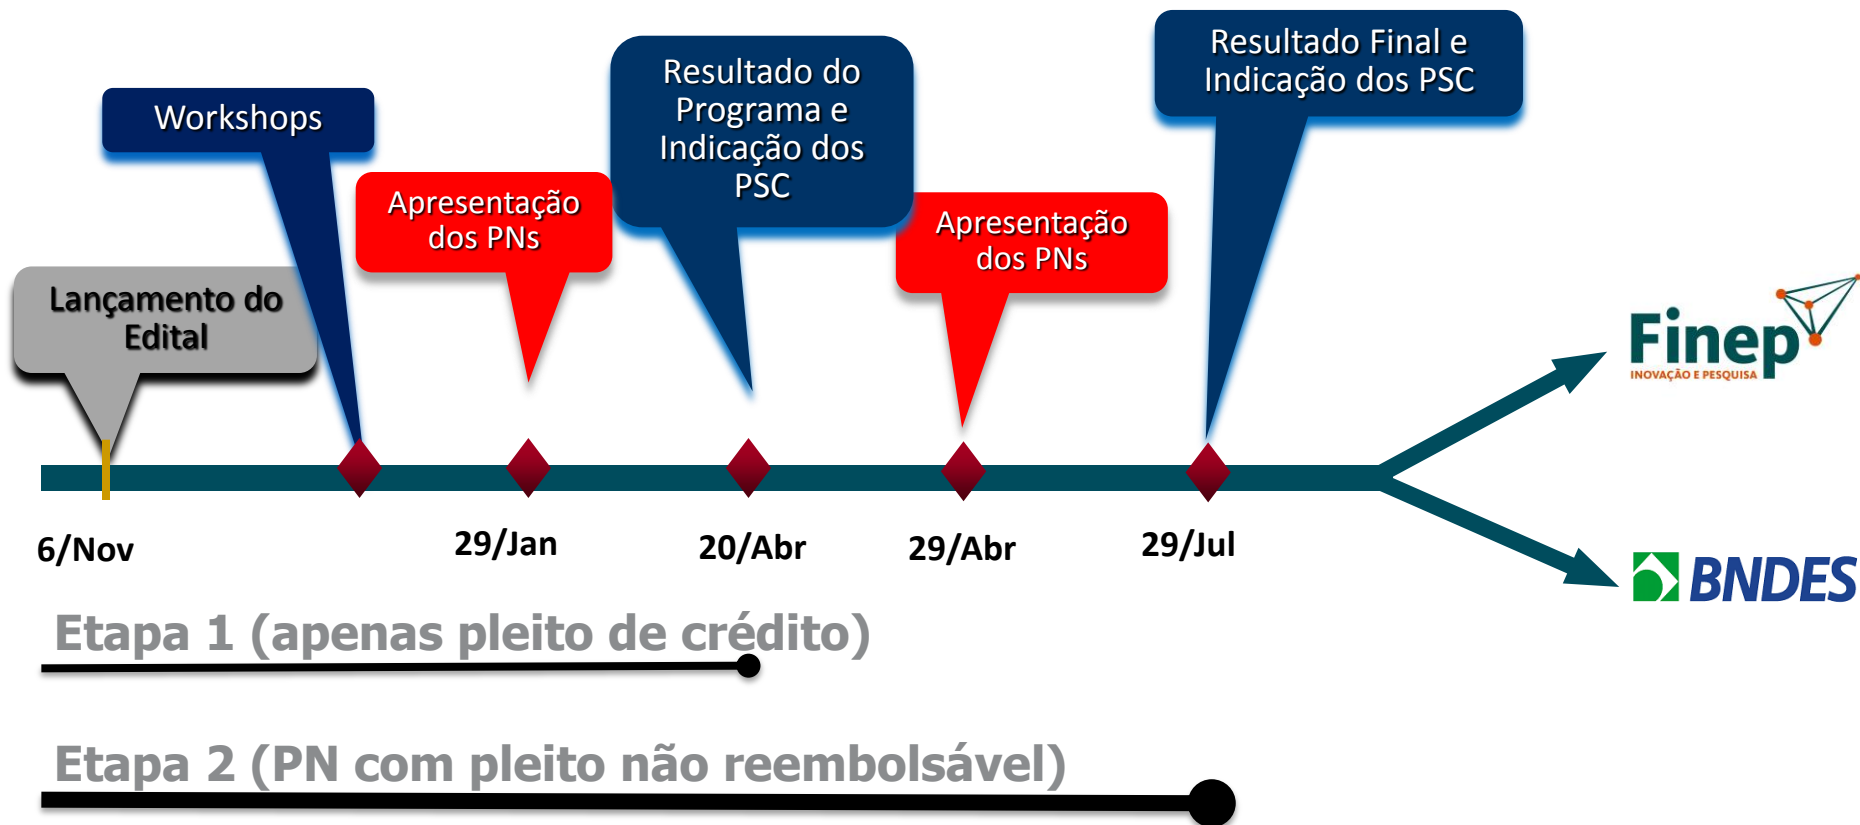 Resultado Final e
Indicação dos PSC
Resultado do
Programa e
Indicação dos
PSC
Workshops
Apresentação
dos PNs
Apresentação
dos PNs
Lançamento do
Edital
Finep
INOVAÇÃO E PESQUISA
6/Nov
29/Jan
20/Abr
29/Abr
29/Jul
BNDES
Etapa 1 (apenas pleito de crédito)
Etapa 2 (PN com pleito não reembolsável)